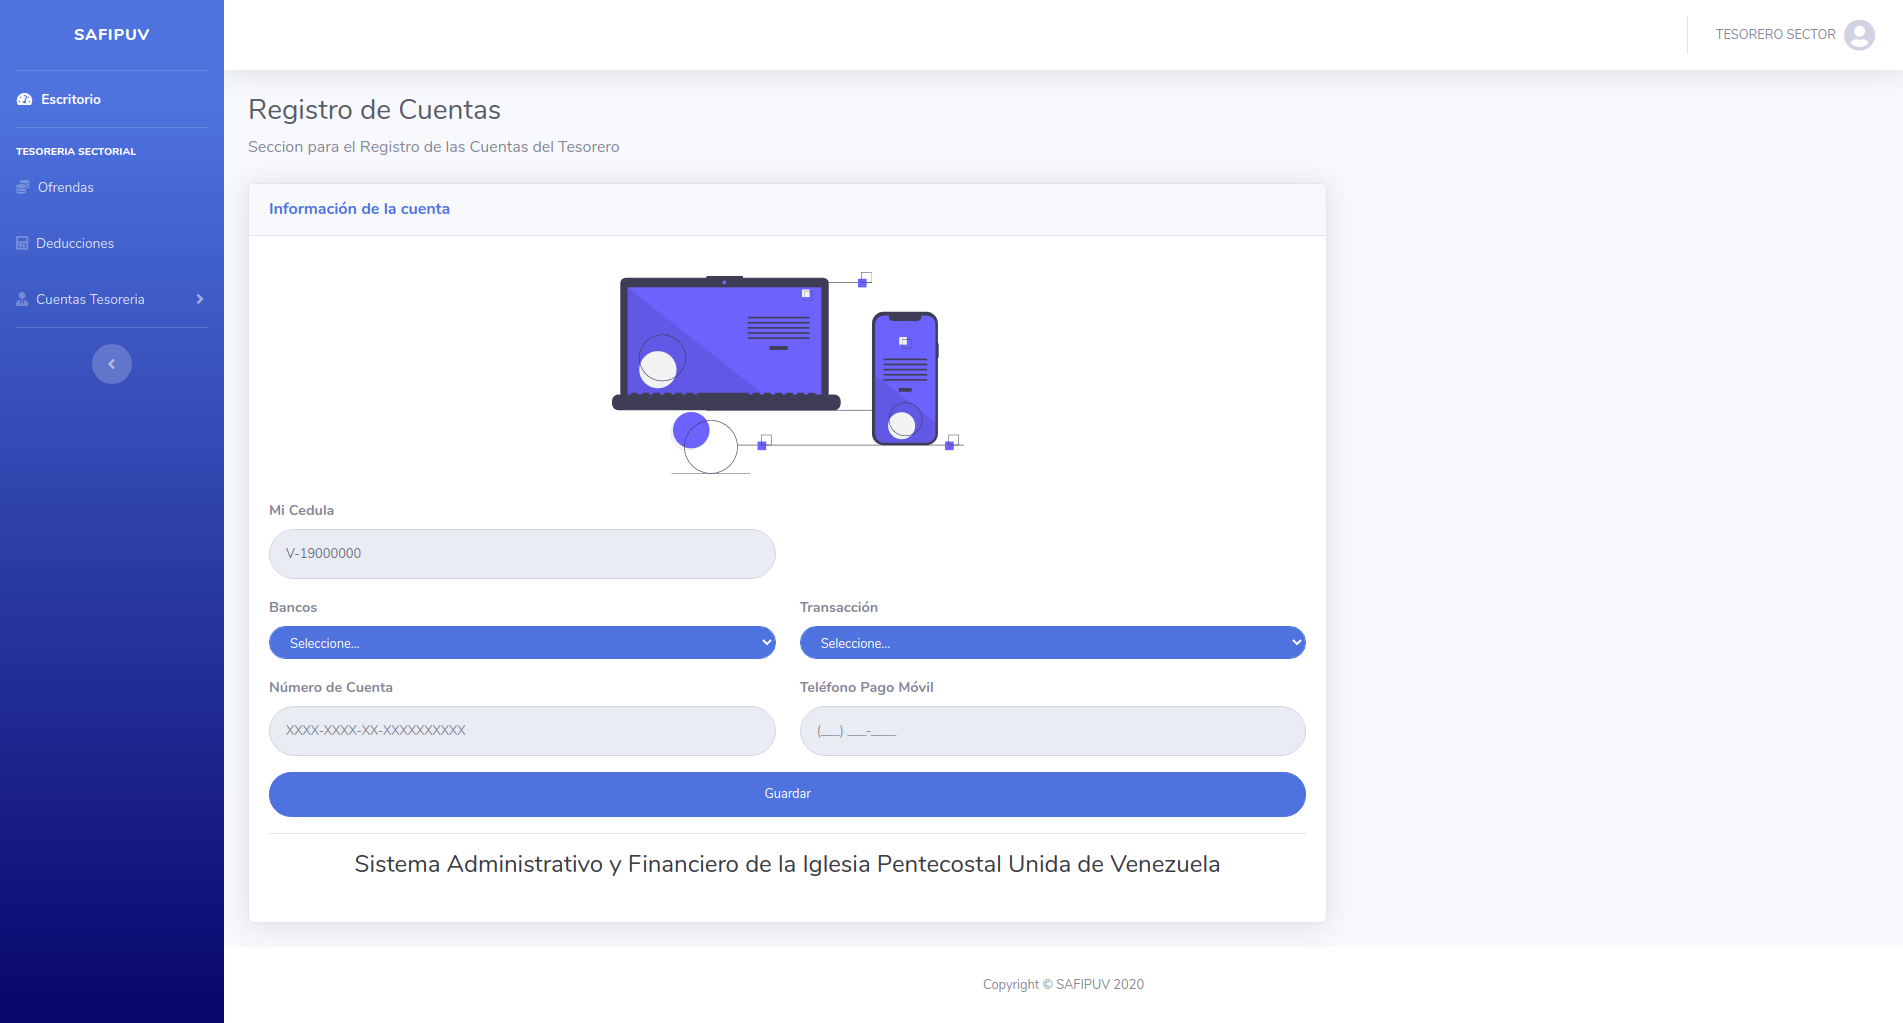 SAFIPUV
TESORERO SECTOR
Escritorio
TESORERIA SECTORIAL
Ofrendas
Deducciones
Cuentas Tesoreria
Registro de Cuentas
Seccion para el Registro de las Cuentas del Tesorero
Información de la cuenta
Mi Cedula
V-19000000
Bancos
Transacción
Seleccione...
Seleccione...
Número de Cuenta
Teléfono Pago Móvil
XXXX-XXXX-XX-XXXXXXXXXX
(___) ___-____
Guardar
Sistema Administrativo y Financiero de la Iglesia Pentecostal Unida de Venezuela
Copyright © SAFIPUV 2020